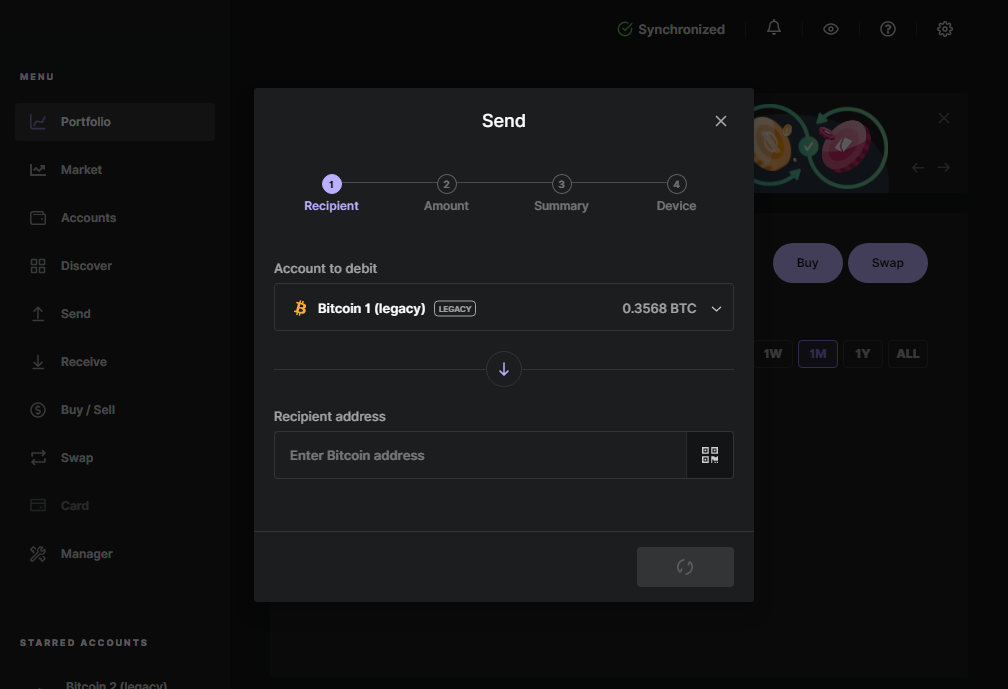 Synchronized
MENU
Portfolio
Market
Accounts
Discover
Send
Receive
Buy / Sell
Swap
Card
Manager
STARRED ACCOUNTS
Bitcoin 2 (legacy)
Send
1 2 3 4
Recipient Amount Summary Device
Account to debit
Bitcoin 1 (legacy) LEGACY 0.3568 BTC
Recipient address
Enter Bitcoin address
Buy Swap
1W 1M 1Y ALL